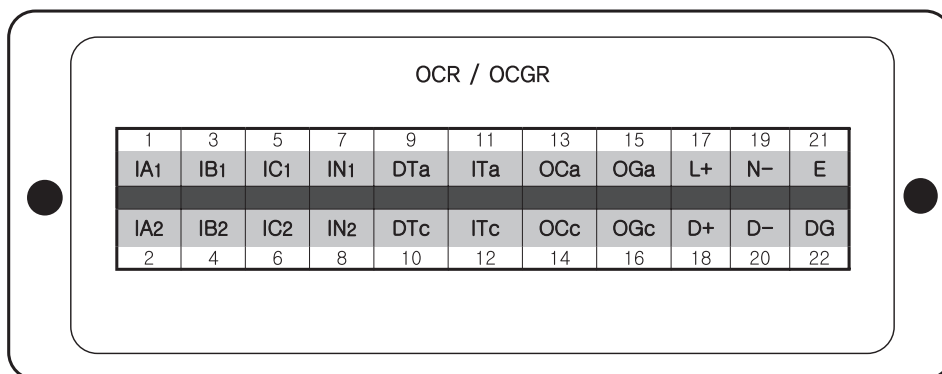 OCR / OCGR
1 3 5 7 9 11 13 15 17 19 21
IA1 IB1 IC1 IN1 DTa ITa OCa OGa L+ N− E
IA2 IB2 IC2 IN2 DTc ITc OCc OGc D+ D− DG
2 4 6 8 10 12 14 16 18 20 22